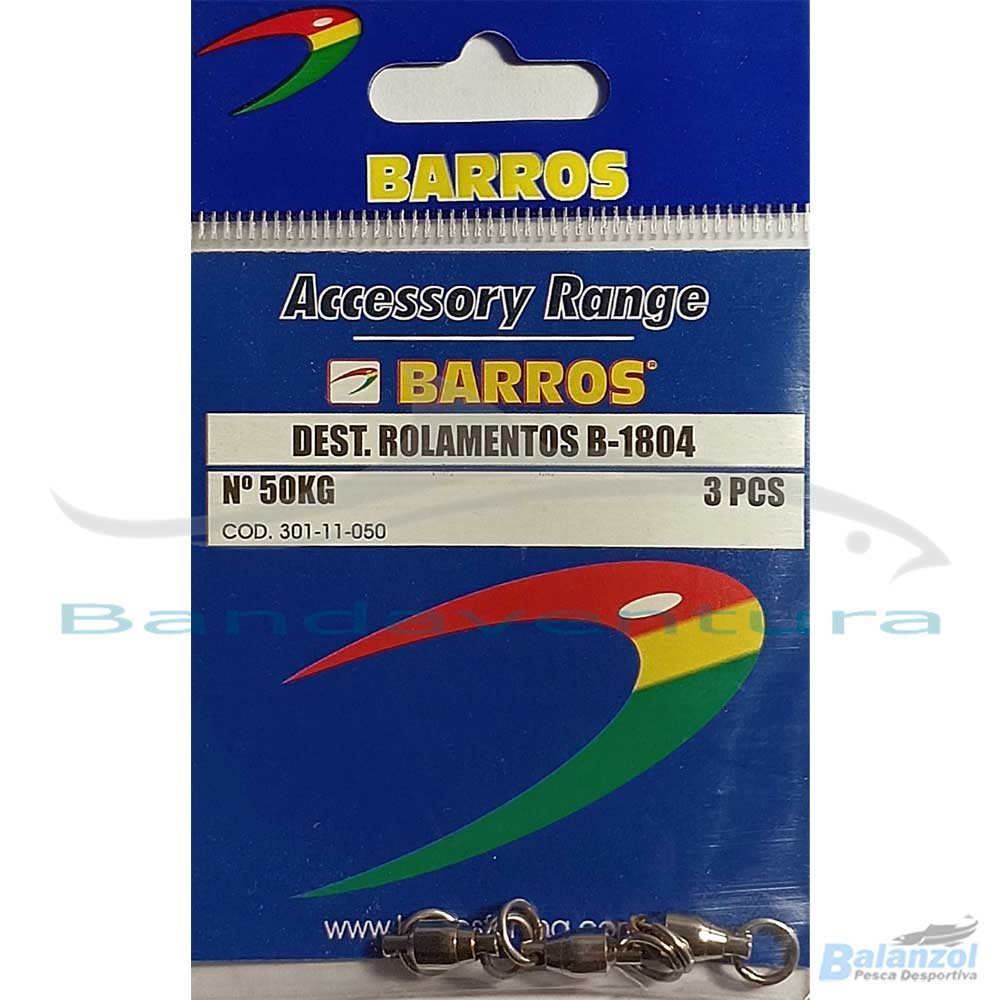 BARROS
Accessory Range
BARROS®
DEST. ROLAMENTOS B-1804
Nº 50KG 3 PCS
COD. 301-11-050
Bandaventura
Balanzol
Pesca Desportiva